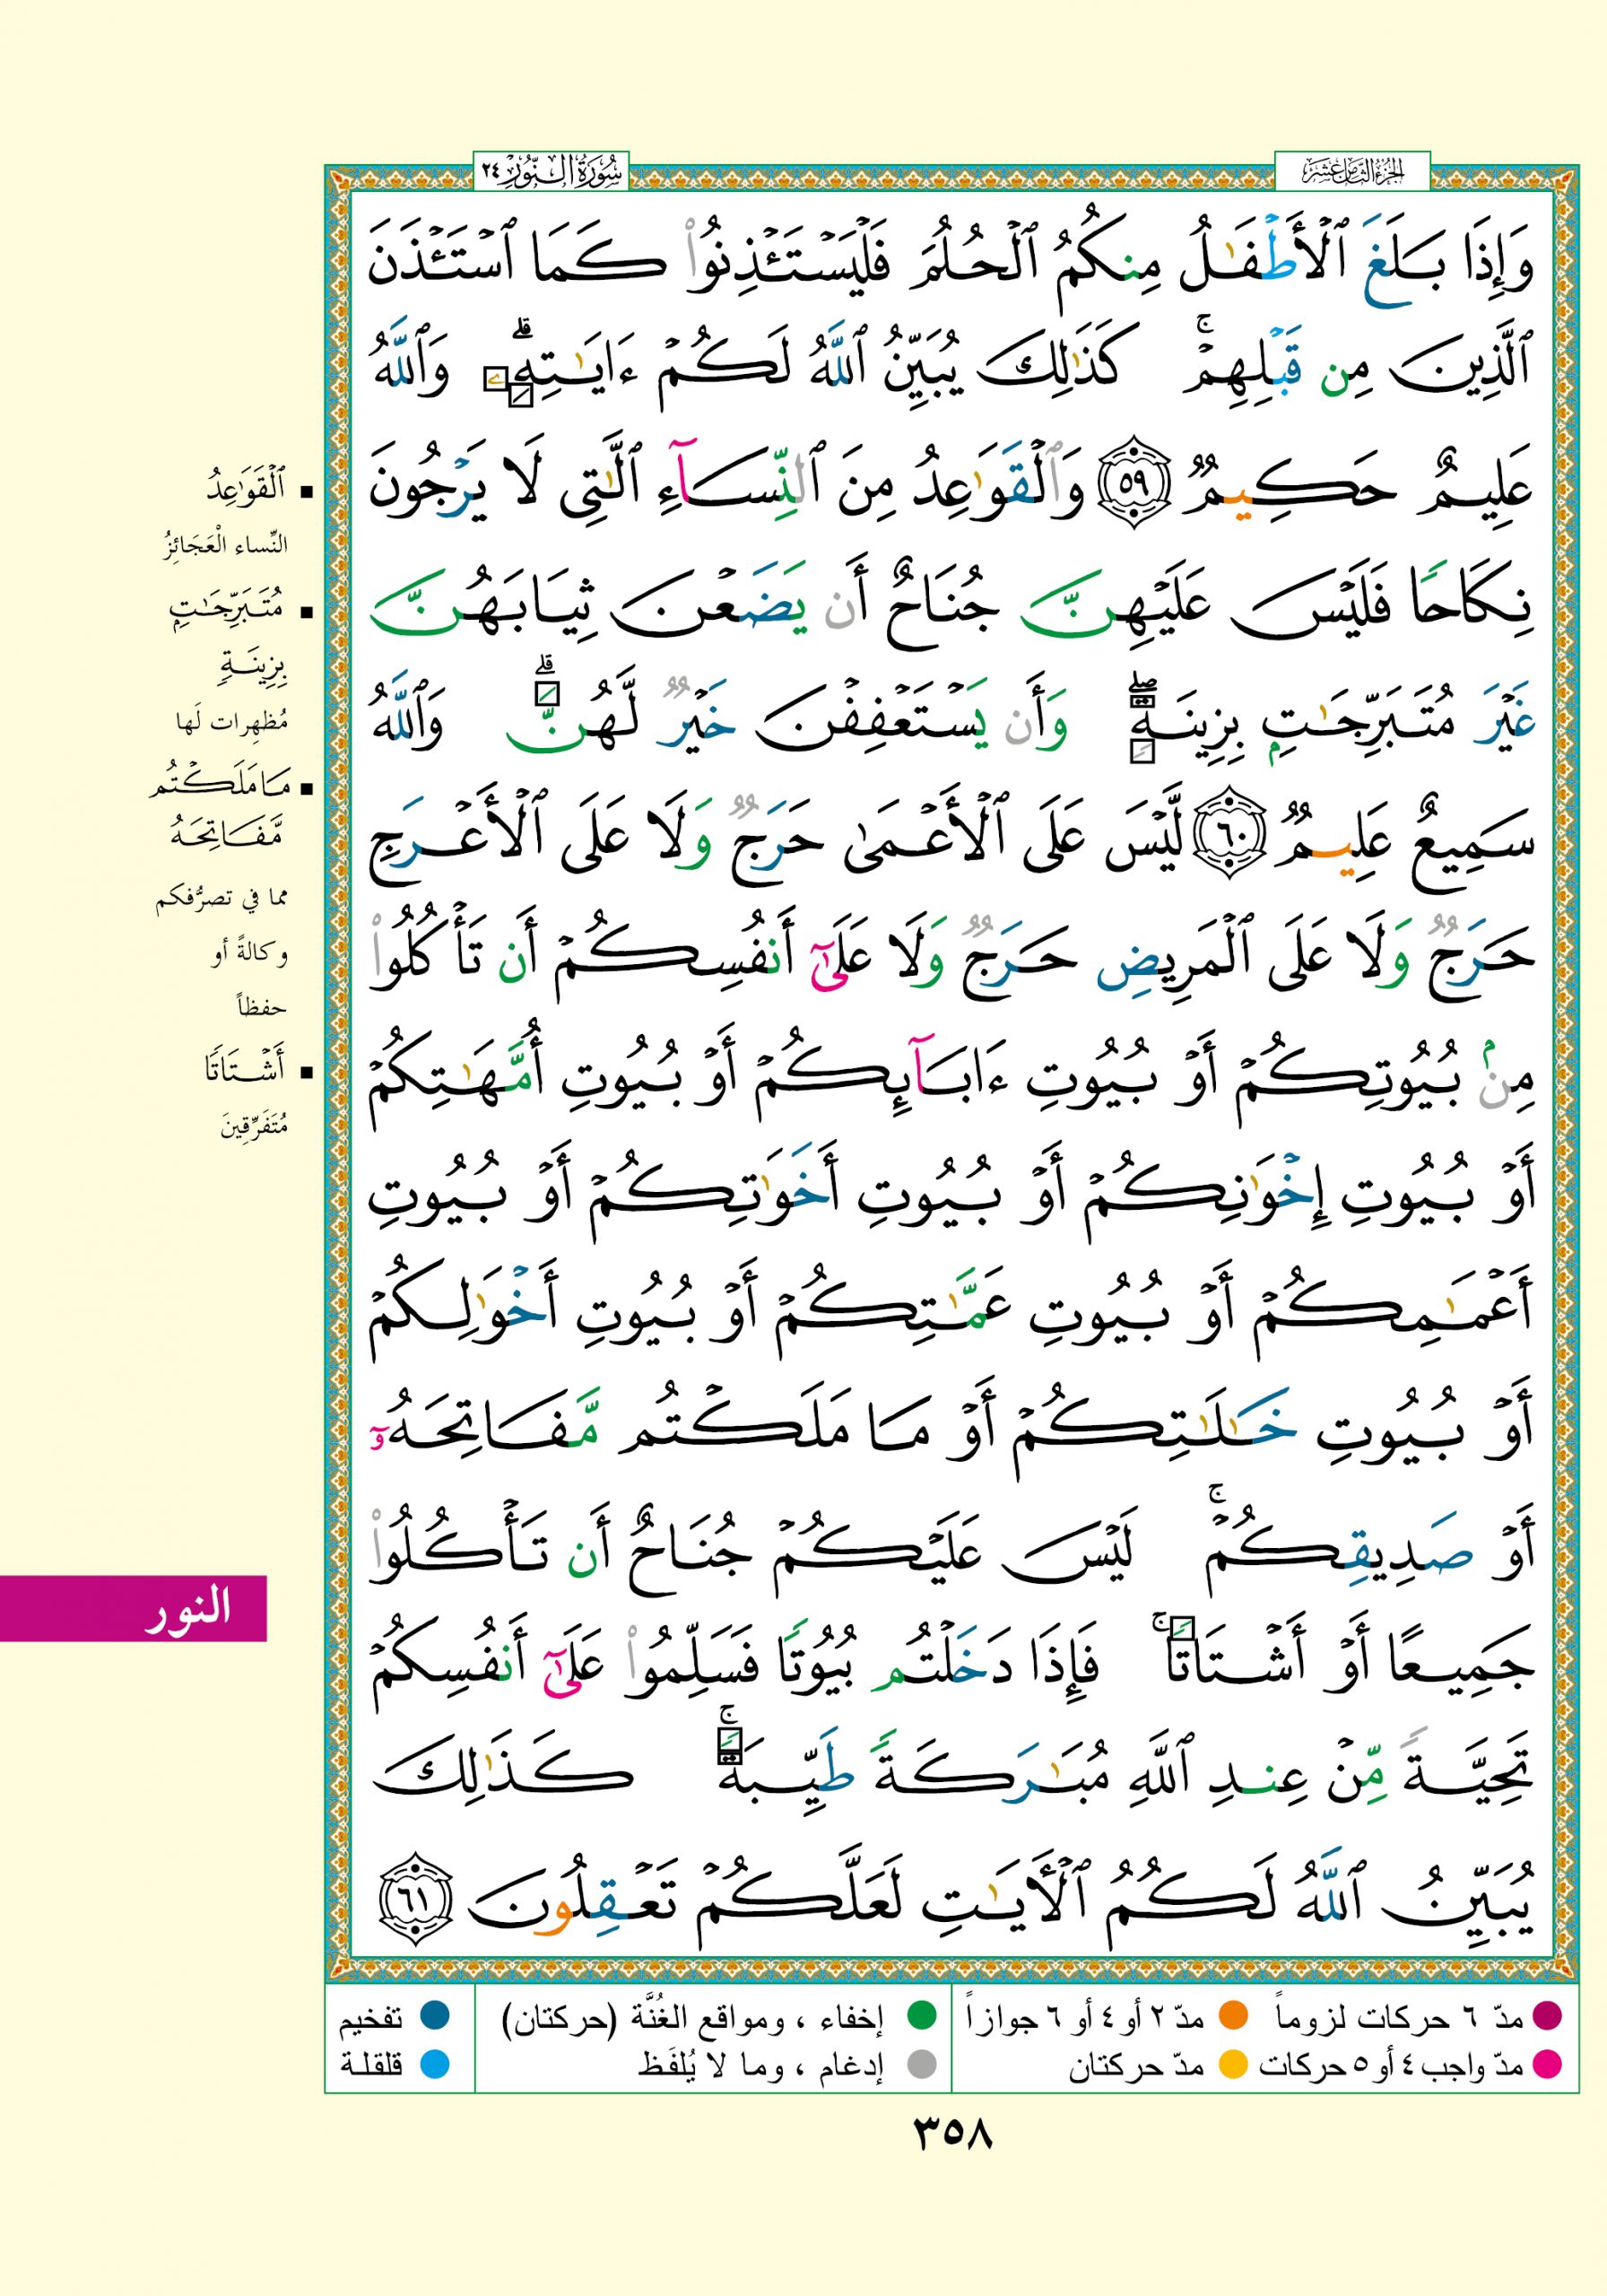 الجزء الثامن عشر
سورة النور ٢٤
وَإِذَا بَلَغَ ٱلْأَطْفَٰلُ مِنكُمُ ٱلْحُلُمَ فَلْيَسْتَـْٔذِنُوا۟ كَمَا ٱسْتَـْٔذَنَ
ٱلَّذِينَ مِن قَبْلِهِمْ ۚ كَذَٰلِكَ يُبَيِّنُ ٱللَّهُ لَكُمْ ءَايَٰتِهِۦ ۗ وَٱللَّهُ
عَلِيمٌ حَكِيمٌ ٥٩ وَٱلْقَوَٰعِدُ مِنَ ٱلنِّسَآءِ ٱلَّٰتِى لَا يَرْجُونَ
نِكَاحًا فَلَيْسَ عَلَيْهِنَّ جُنَاحٌ أَن يَضَعْنَ ثِيَابَهُنَّ
غَيْرَ مُتَبَرِّجَٰتٍۭ بِزِينَةٍ ۖ وَأَن يَسْتَعْفِفْنَ خَيْرٌ لَّهُنَّ ۗ وَٱللَّهُ
سَمِيعٌ عَلِيمٌ ٦٠ لَّيْسَ عَلَى ٱلْأَعْمَىٰ حَرَجٌ وَلَا عَلَى ٱلْأَعْرَجِ
حَرَجٌ وَلَا عَلَى ٱلْمَرِيضِ حَرَجٌ وَلَا عَلَىٰٓ أَنفُسِكُمْ أَن تَأْكُلُوا۟
مِنۢ بُيُوتِكُمْ أَوْ بُيُوتِ ءَابَآئِكُمْ أَوْ بُيُوتِ أُمَّهَٰتِكُمْ
أَوْ بُيُوتِ إِخْوَٰنِكُمْ أَوْ بُيُوتِ أَخَوَٰتِكُمْ أَوْ بُيُوتِ
أَعْمَٰمِكُمْ أَوْ بُيُوتِ عَمَّٰتِكُمْ أَوْ بُيُوتِ أَخْوَٰلِكُمْ
أَوْ بُيُوتِ خَٰلَٰتِكُمْ أَوْ مَا مَلَكْتُم مَّفَاتِحَهُۥٓ
أَوْ صَدِيقِكُمْ ۚ لَيْسَ عَلَيْكُمْ جُنَاحٌ أَن تَأْكُلُوا۟
جَمِيعًا أَوْ أَشْتَاتًا ۚ فَإِذَا دَخَلْتُم بُيُوتًا فَسَلِّمُوا۟ عَلَىٰٓ أَنفُسِكُمْ
تَحِيَّةً مِّنْ عِندِ ٱللَّهِ مُبَٰرَكَةً طَيِّبَةً ۚ كَذَٰلِكَ
يُبَيِّنُ ٱللَّهُ لَكُمُ ٱلْأَيَٰتِ لَعَلَّكُمْ تَعْقِلُونَ ٦١
▪ ٱلْقَوَٰعِدُ
النِّساء الْعَجَائِزُ
▪ مُتَبَرِّجَٰتٍۭ
بِزِينَةٍ
مُظهِرات لَها
▪ مَا مَلَكْتُم
مَّفَاتِحَهُ
مما في تصرُّفكم
وكالةً أو
حفظاً
▪ أَشْتَاتًا
مُتَفَرِّقِينَ
النور
مدّ ٦ حركات لزوماً
مدّ ٢ أو ٤ أو ٦ جوازاً
إخفاء ، ومواقع الغُنَّة (حركتان)
تفخيم
مدّ واجب ٤ أو ٥ حركات
مدّ حركتان
إدغام ، وما لا يُلفَظ
قلقلة
٣٥٨